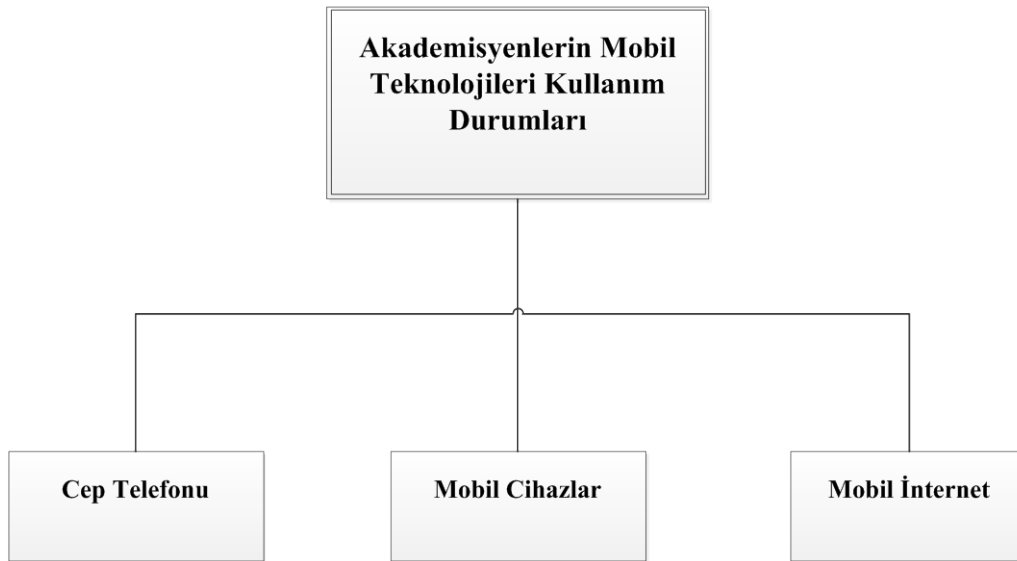 Akademisyenlerin Mobil
Teknolojileri Kullanım
Durumları
Cep Telefonu
Mobil Cihazlar
Mobil İnternet